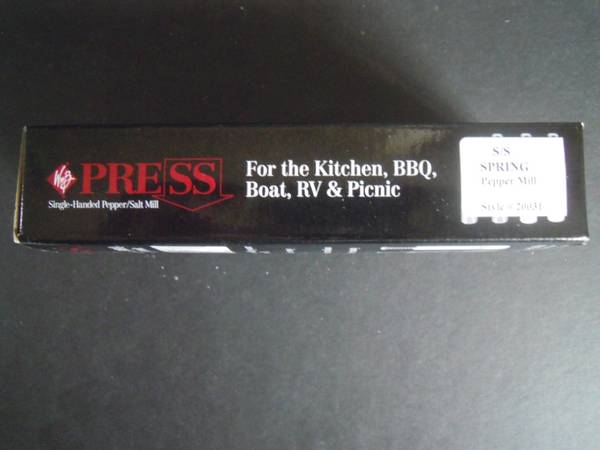 PRESS
Single-Handed Pepper/Salt Mill
For the Kitchen, BBQ,
Boat, RV & Picnic
S/S
SPRING
Pepper Mill
Style # 20031